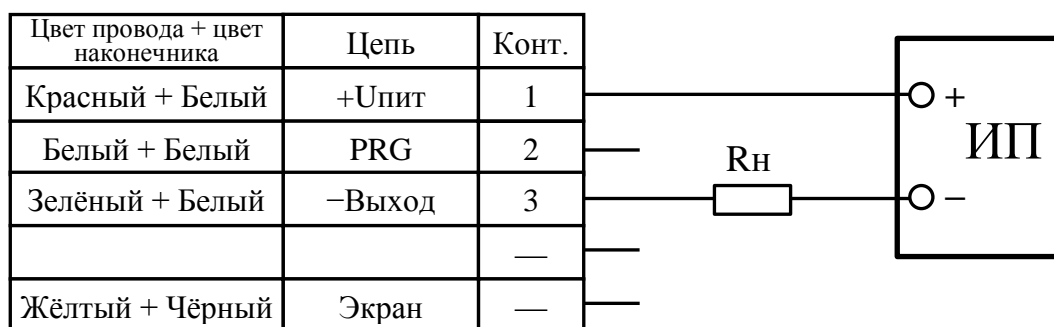 Цвет провода + цвет наконечника Цепь Конт.
Красный + Белый +Uпит 1 + ИП
Белый + Белый PRG 2 Rн
Зелёный + Белый −Выход 3 −
—
Жёлтый + Чёрный Экран —